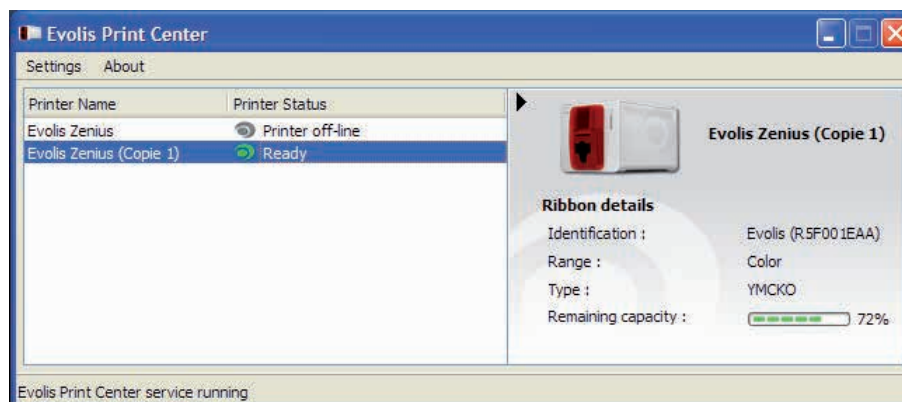 Evolis Print Center
Settings About
Printer Name Printer Status
Evolis Zenius Printer off-line
Evolis Zenius (Copie 1) Ready
Evolis Zenius (Copie 1)
Ribbon details
Identification : Evolis (R5F001EAA)
Range : Color
Type : YMCKO
Remaining capacity : 72%
Evolis Print Center service running